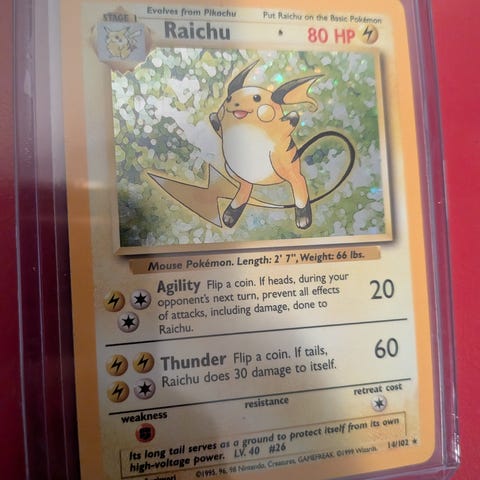 STAGE 1
Evolves from Pikachu
Put Raichu on the Basic Pokémon
Raichu
80 HP
Mouse Pokémon. Length: 2' 7", Weight: 66 lbs.
Agility Flip a coin. If heads, during your
opponent's next turn, prevent all effects
of attacks, including damage, done to
Raichu.
20
Thunder Flip a coin. If tails,
Raichu does 30 damage to itself.
60
weakness
resistance
retreat cost
Its long tail serves as a ground to protect itself from its own
high-voltage power. LV. 40 #26
©1995, 96, 98 Nintendo, Creatures, GAMEFREAK. ©1999 Wizards.
14/102 ★